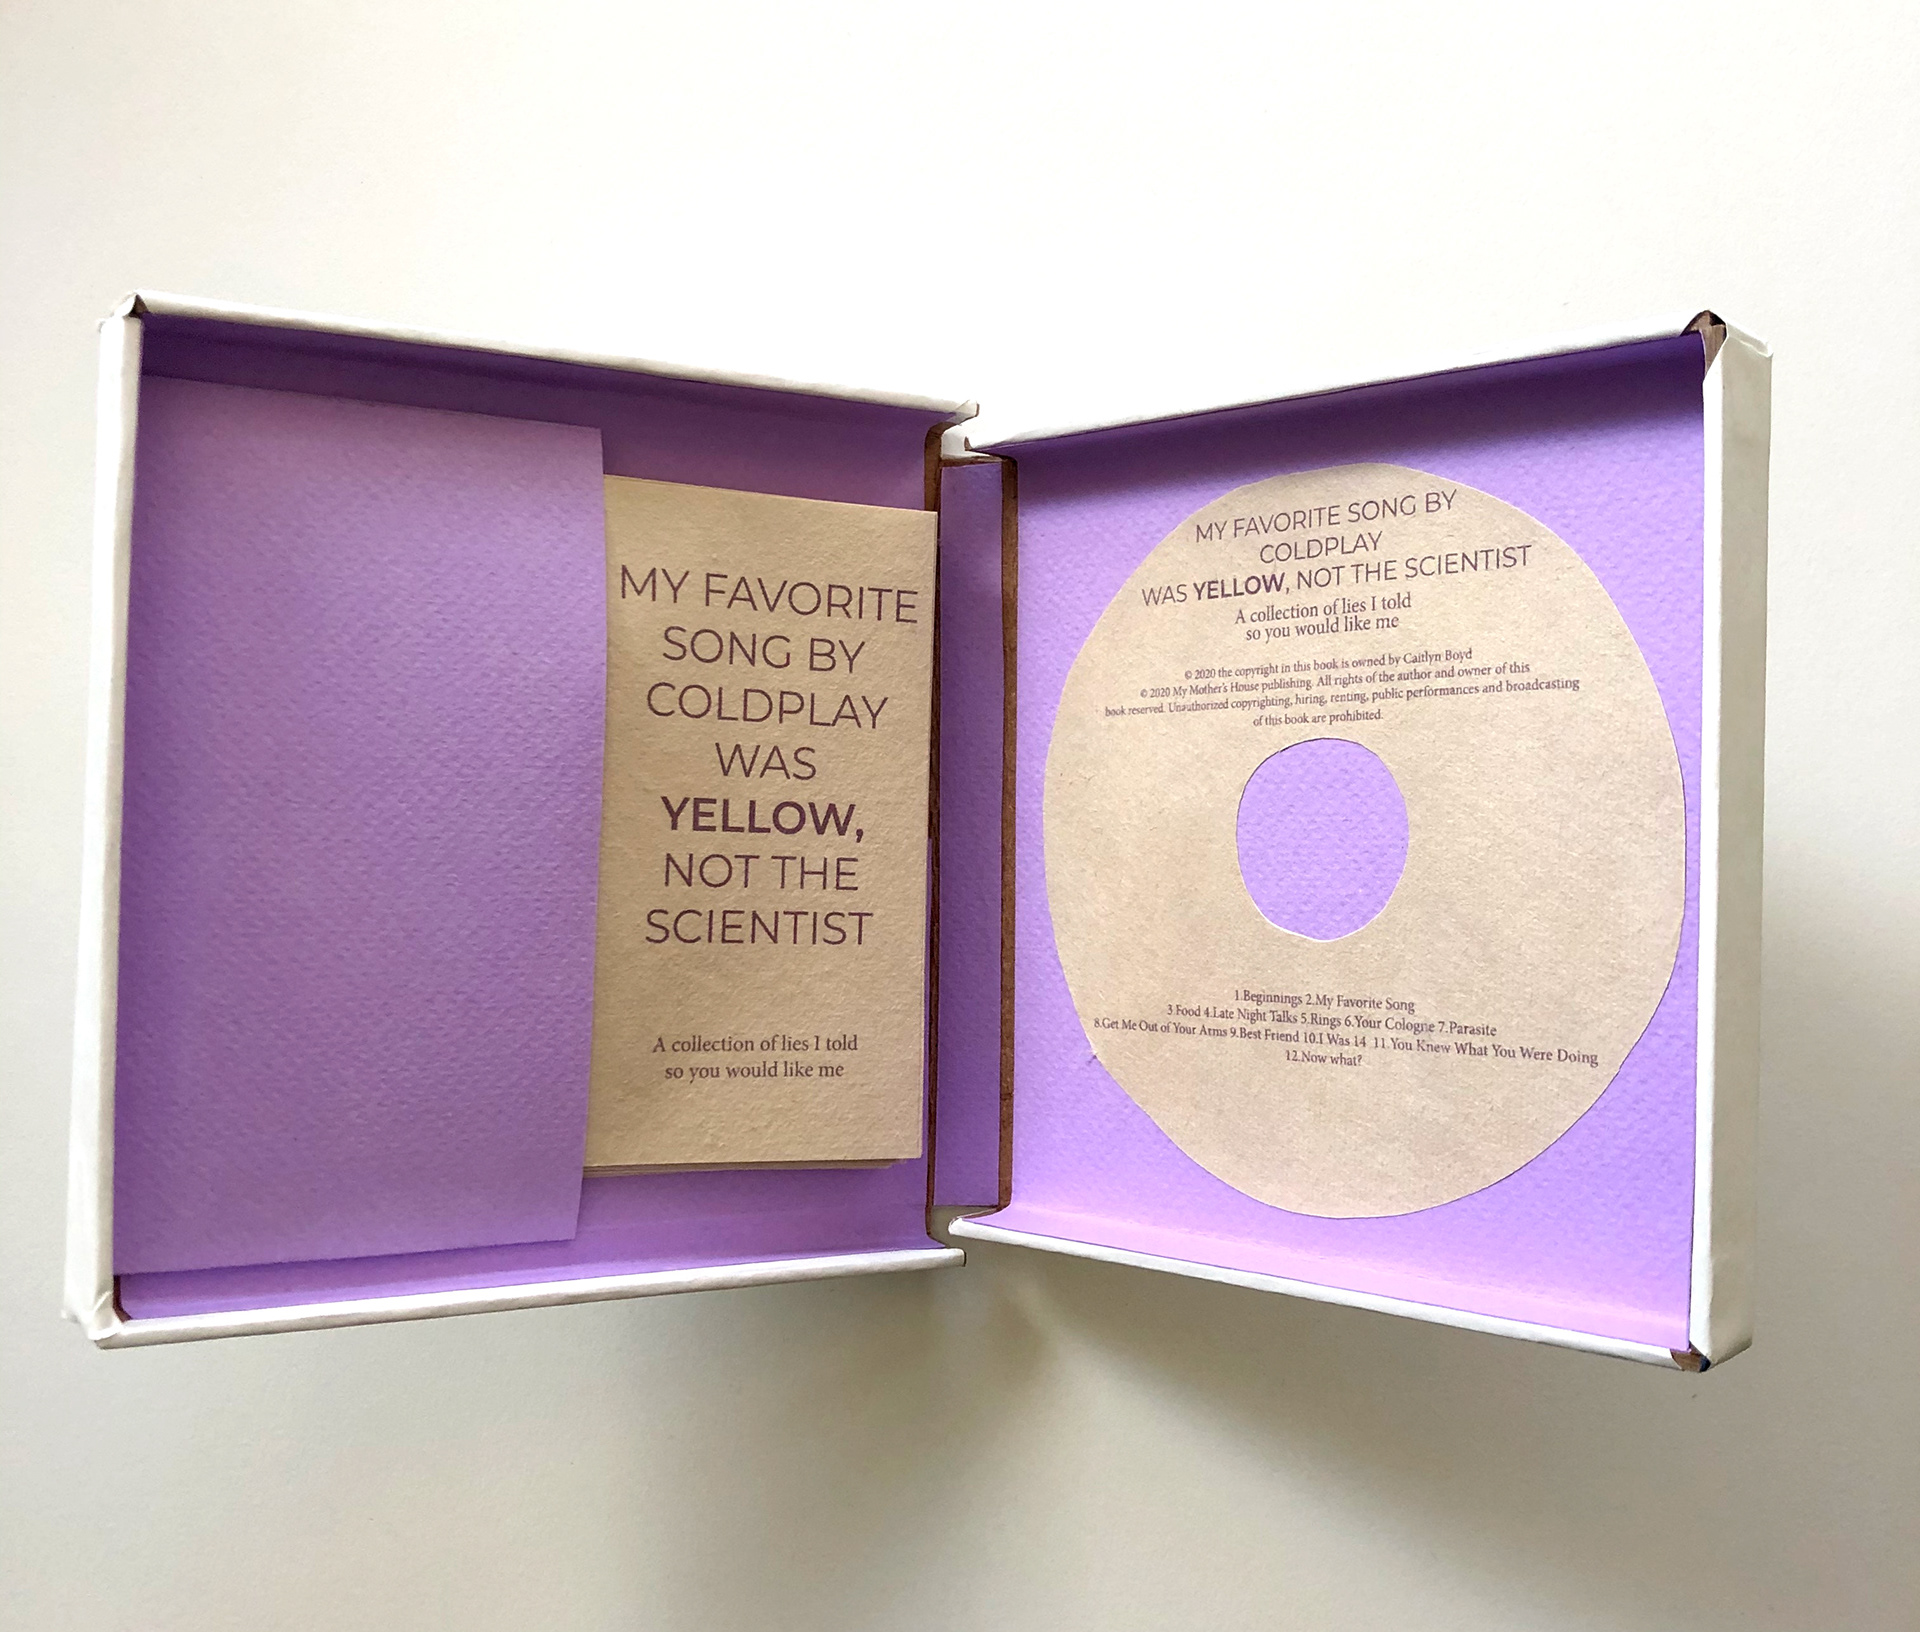 MY FAVORITE
SONG BY
COLDPLAY
WAS
YELLOW,
NOT THE
SCIENTIST
A collection of lies I told
so you would like me
MY FAVORITE SONG BY
COLDPLAY
WAS YELLOW, NOT THE SCIENTIST
A collection of lies I told
so you would like me
© 2020 the copyright in this book is owned by Caitlyn Boyd
© 2020 My Mother's House publishing. All rights of the author and owner of this
book reserved. Unauthorized copyrighting, hiring, renting, public performances and broadcasting
of this book are prohibited.
1.Beginnings 2.My Favorite Song
3.Food 4.Late Night Talks 5.Rings 6.Your Cologne 7.Parasite
8.Get Me Out of Your Arms 9.Best Friend 10.I Was 14 11.You Knew What You Were Doing
12.Now what?